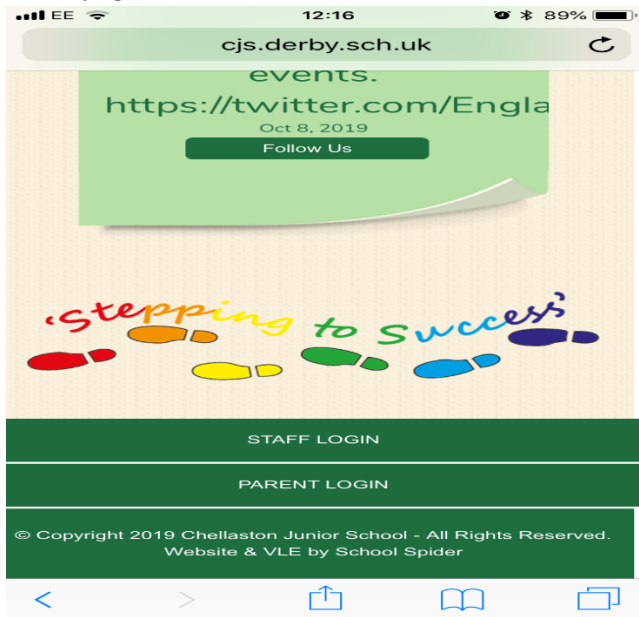 EE 12:16 89%
cjs.derby.sch.uk
events.
https://twitter.com/Engla
Oct 8, 2019
Follow Us
‘Stepping to Success’
STAFF LOGIN
PARENT LOGIN
© Copyright 2019 Chellaston Junior School - All Rights Reserved.
Website & VLE by School Spider